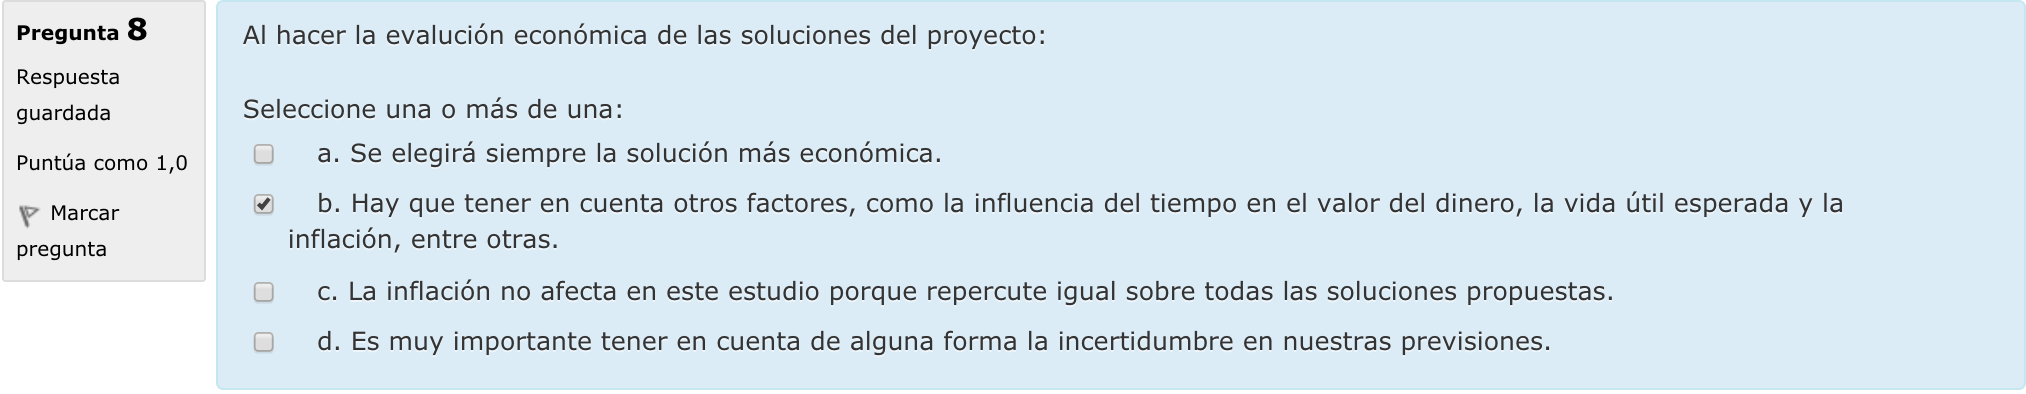 Pregunta 8
Respuesta
guardada
Puntúa como 1,0
Marcar
pregunta
Al hacer la evalución económica de las soluciones del proyecto:
Seleccione una o más de una:
a. Se elegirá siempre la solución más económica.
b. Hay que tener en cuenta otros factores, como la influencia del tiempo en el valor del dinero, la vida útil esperada y la
inflación, entre otras.
c. La inflación no afecta en este estudio porque repercute igual sobre todas las soluciones propuestas.
d. Es muy importante tener en cuenta de alguna forma la incertidumbre en nuestras previsiones.